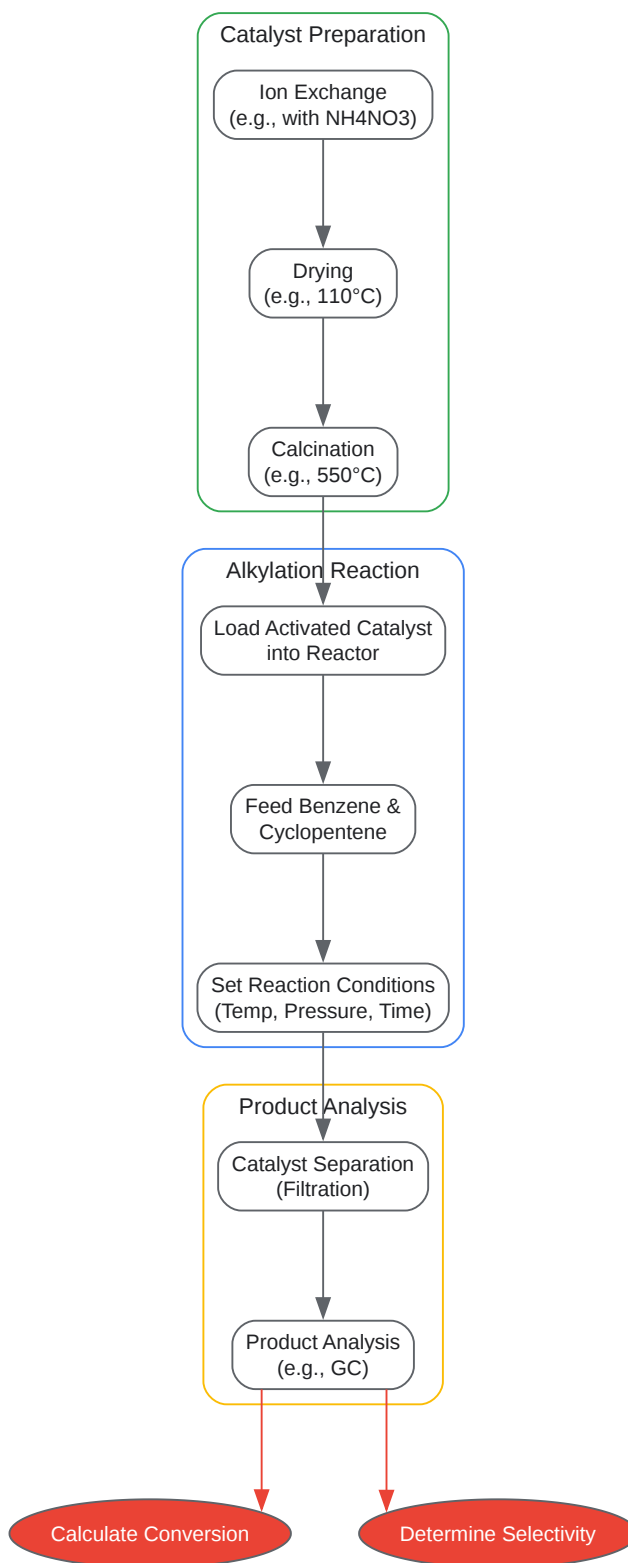 Catalyst Preparation
Ion Exchange
(e.g., with NH4NO3)
Drying
(e.g., 110°C)
Calcination
(e.g., 550°C)
Alkylation Reaction
Load Activated Catalyst
into Reactor
Feed Benzene &
Cyclopentene
Set Reaction Conditions
(Temp, Pressure, Time)
Product Analysis
Catalyst Separation
(Filtration)
Product Analysis
(e.g., GC)
Calculate Conversion
Determine Selectivity